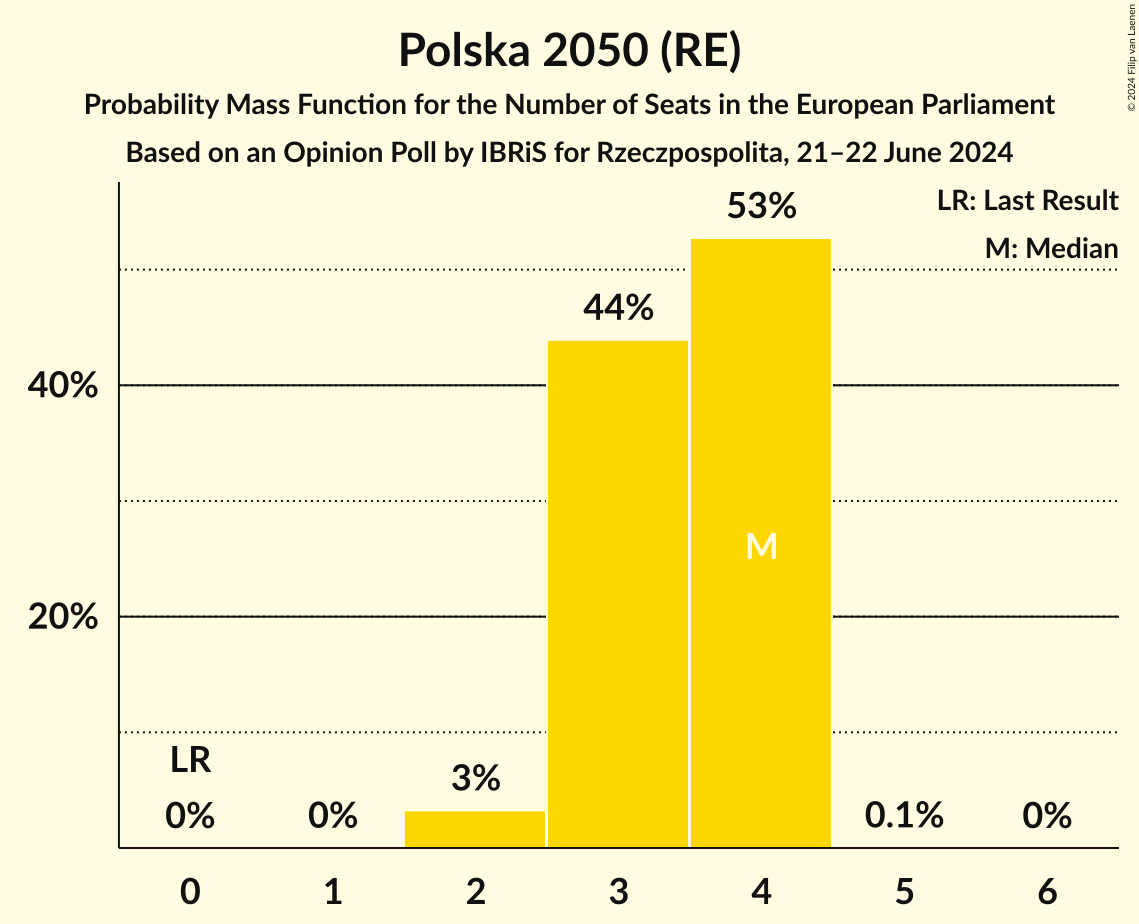 Polska 2050 (RE)
Probability Mass Function for the Number of Seats in the European Parliament
Based on an Opinion Poll by IBRiS for Rzeczpospolita, 21–22 June 2024
© 2024 Filip van Laenen
LR: Last Result
M: Median
53%
44%
40%
M
20%
LR
3%
0%
0%
0.1%
0%
0 1 2 3 4 5 6